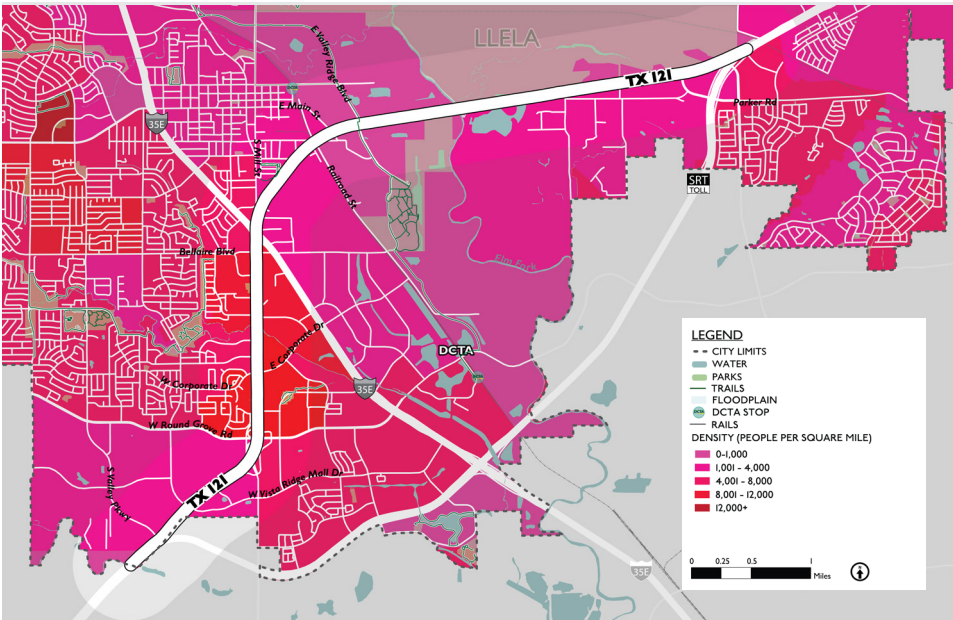 LLELA
E Valley Ridge Blvd
TX 121
E Main St
Parker Rd
35E
S Mill St
Railroad St
SRT
TOLL
Bellaire Blvd
Elm Fork
E Corporate Dr
DCTA
W Corporate Dr
35E
W Round Grove Rd
S Valley Pkwy
TX 121
W Vista Ridge Mall Dr
35E
LEGEND
CITY LIMITS
WATER
PARKS
TRAILS
FLOODPLAIN
DCTA DCTA STOP
RAILS
DENSITY (PEOPLE PER SQUARE MILE)
0-1,000
1,001 - 4,000
4,001 - 8,000
8,001 - 12,000
12,000+
0 0.25 0.5 1
Miles